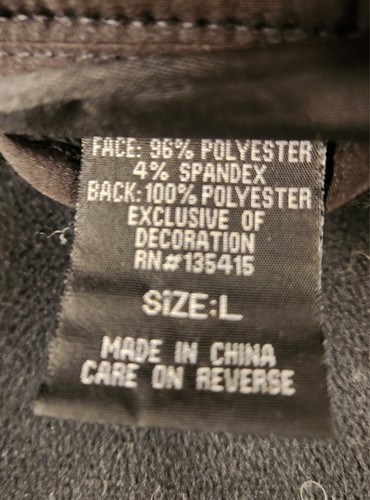 FACE: 96% POLYESTER
4% SPANDEX
BACK: 100% POLYESTER
EXCLUSIVE OF
DECORATION
RN#135415
SIZE:L
MADE IN CHINA
CARE ON REVERSE